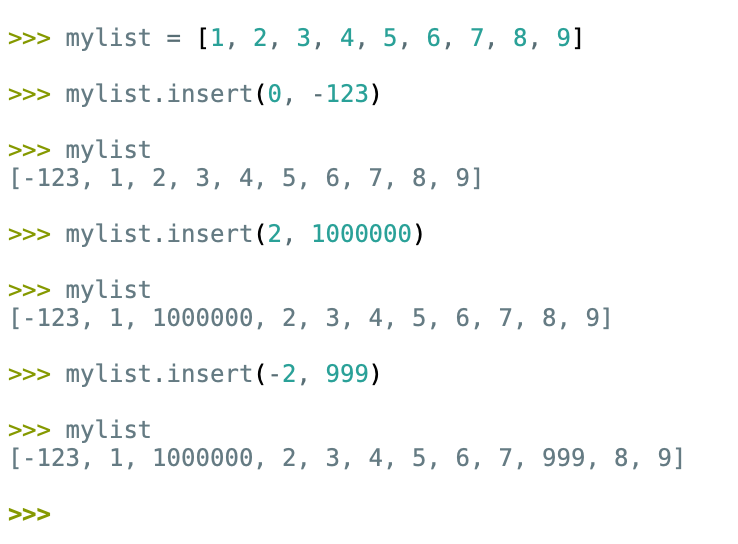 >>> mylist = [1, 2, 3, 4, 5, 6, 7, 8, 9]
>>> mylist.insert(0, -123)
>>> mylist
[-123, 1, 2, 3, 4, 5, 6, 7, 8, 9]
>>> mylist.insert(2, 1000000)
>>> mylist
[-123, 1, 1000000, 2, 3, 4, 5, 6, 7, 8, 9]
>>> mylist.insert(-2, 999)
>>> mylist
[-123, 1, 1000000, 2, 3, 4, 5, 6, 7, 999, 8, 9]
>>>